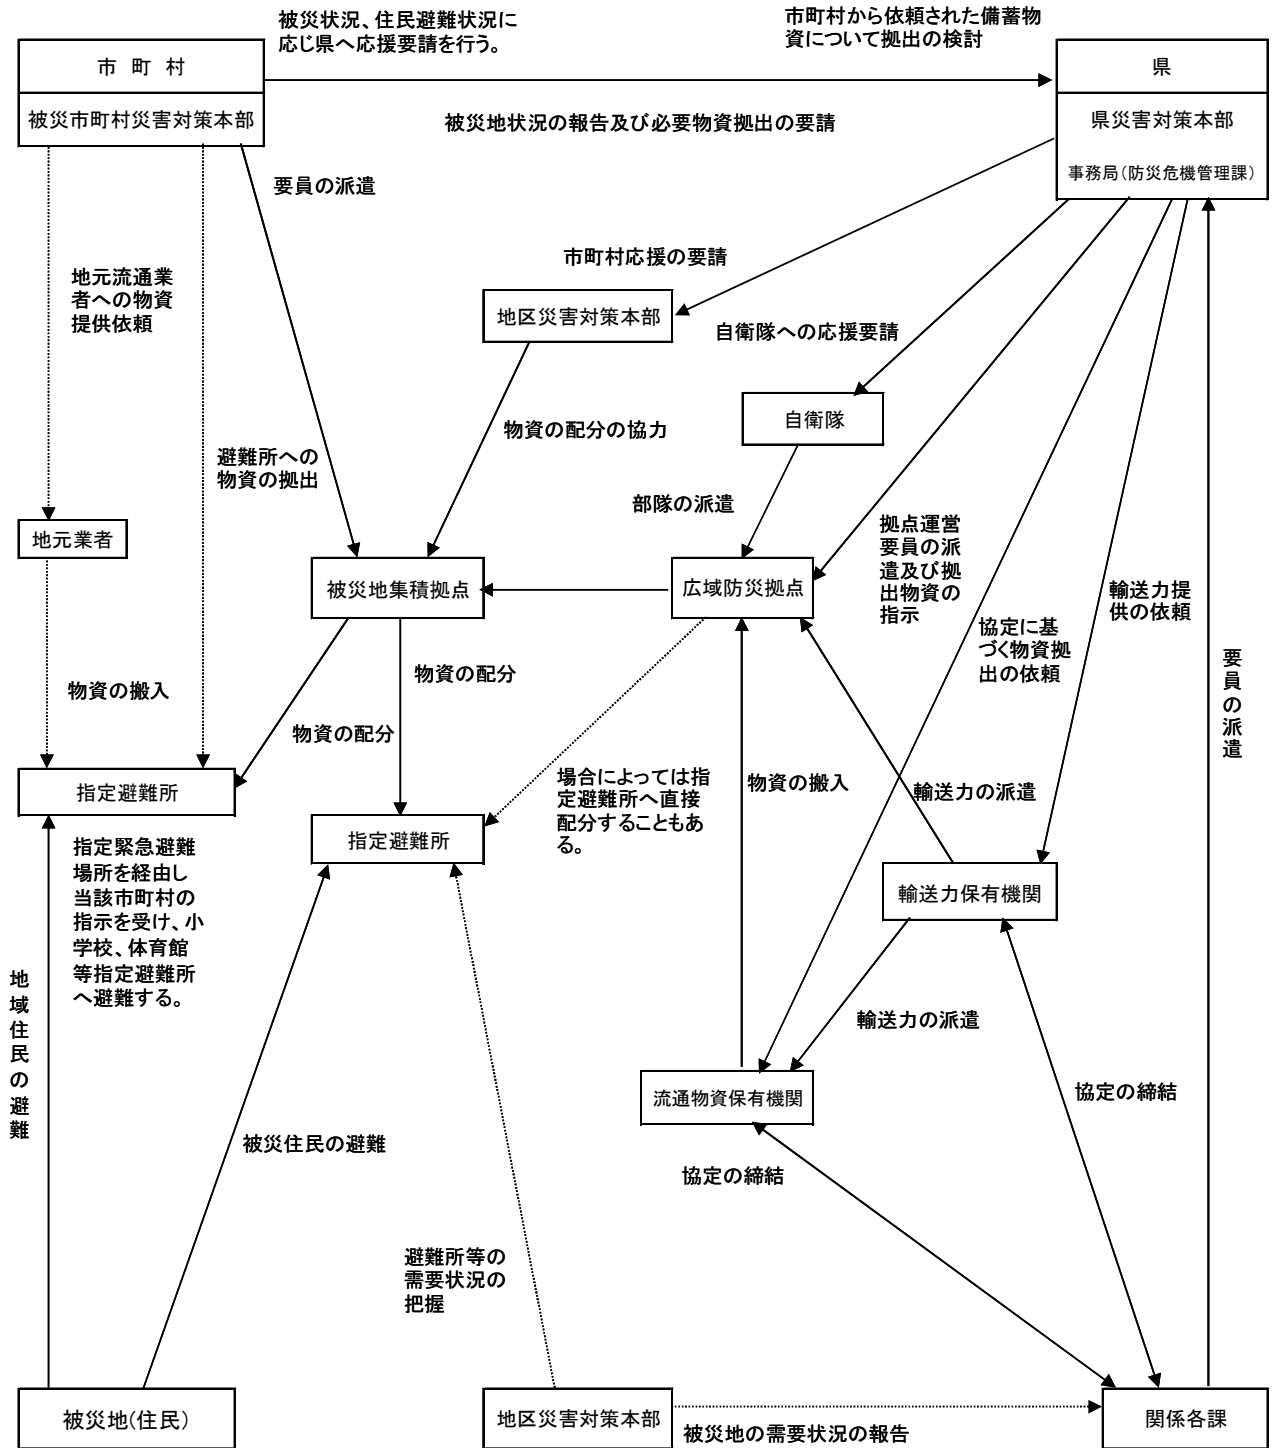 被災状況、住民避難状況に
応じ県へ応援要請を行う。
市町村から依頼された備蓄物
資について拠出の検討
市 町 村
被災市町村災害対策本部
県
県災害対策本部
事務局(防災危機管理課)
被災地状況の報告及び必要物資拠出の要請
要員の派遣
地元流通業
者への物資
提供依頼
市町村応援の要請
地区災害対策本部
自衛隊への応援要請
自衛隊
物資の配分の協力
避難所への
物資の拠出
部隊の派遣
拠点運営
要員の派
遣及び拠
出物資の
指示
地元業者
被災地集積拠点
広域防災拠点
輸送力提
供の依頼
協定に基
づく物資拠
出の依頼
要員の派遣
物資の搬入
物資の配分
物資の配分
指定避難所
場合によっては指
定避難所へ直接
配分することもあ
る。
物資の搬入
輸送力の派遣
指定避難所
指定緊急避難
場所を経由し
当該市町村の
指示を受け、小
学校、体育館
等指定避難所
へ避難する。
輸送力保有機関
地域住民の避難
輸送力の派遣
流通物資保有機関
協定の締結
被災住民の避難
協定の締結
避難所等の
需要状況の
把握
被災地(住民)
地区災害対策本部
被災地の需要状況の報告
関係各課